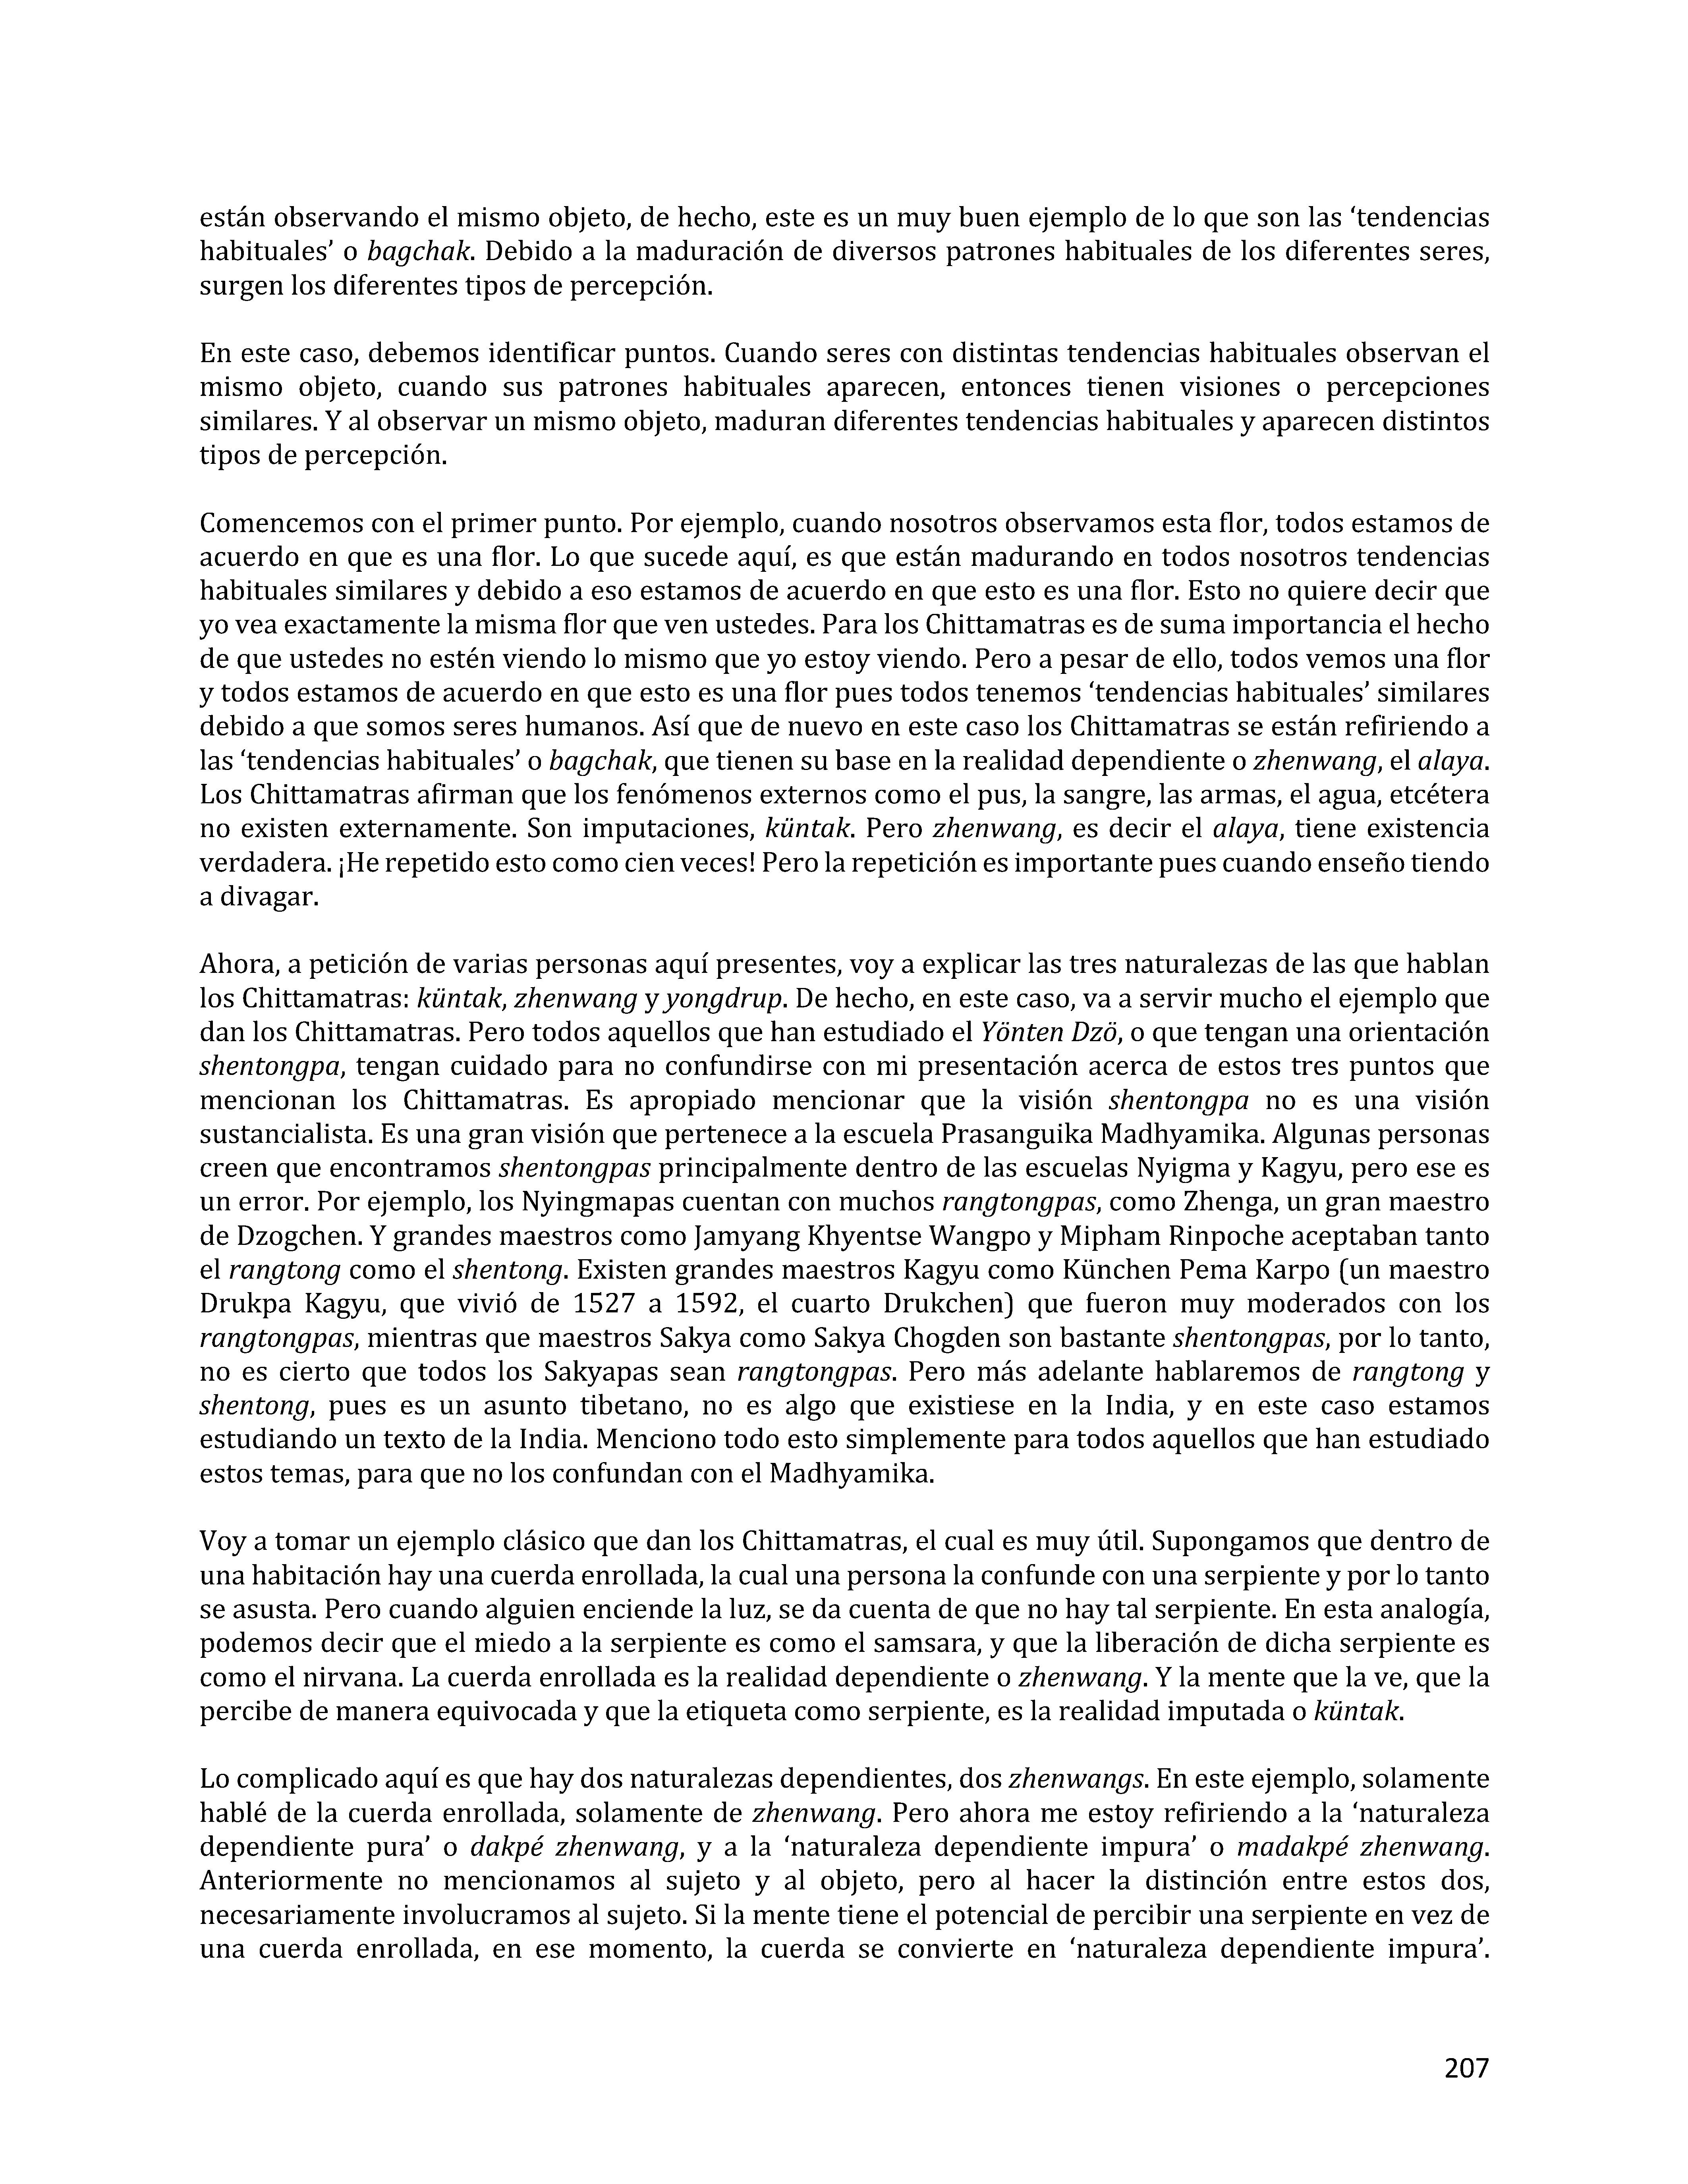 están observando el mismo objeto, de hecho, este es un muy buen ejemplo de lo que son las ‘tendencias
habituales’ o bagchak. Debido a la maduración de diversos patrones habituales de los diferentes seres,
surgen los diferentes tipos de percepción.
En este caso, debemos identificar puntos. Cuando seres con distintas tendencias habituales observan el
mismo objeto, cuando sus patrones habituales aparecen, entonces tienen visiones o percepciones
similares. Y al observar un mismo objeto, maduran diferentes tendencias habituales y aparecen distintos
tipos de percepción.
Comencemos con el primer punto. Por ejemplo, cuando nosotros observamos esta flor, todos estamos de
acuerdo en que es una flor. Lo que sucede aquí, es que están madurando en todos nosotros tendencias
habituales similares y debido a eso estamos de acuerdo en que esto es una flor. Esto no quiere decir que
yo vea exactamente la misma flor que ven ustedes. Para los Chittamatras es de suma importancia el hecho
de que ustedes no estén viendo lo mismo que yo estoy viendo. Pero a pesar de ello, todos vemos una flor
y todos estamos de acuerdo en que esto es una flor pues todos tenemos ‘tendencias habituales’ similares
debido a que somos seres humanos. Así que de nuevo en este caso los Chittamatras se están refiriendo a
las ‘tendencias habituales’ o bagchak, que tienen su base en la realidad dependiente o zhenwang, el alaya.
Los Chittamatras afirman que los fenómenos externos como el pus, la sangre, las armas, el agua, etcétera
no existen externamente. Son imputaciones, küntak. Pero zhenwang, es decir el alaya, tiene existencia
verdadera. ¡He repetido esto como cien veces! Pero la repetición es importante pues cuando enseño tiendo
a divagar.
Ahora, a petición de varias personas aquí presentes, voy a explicar las tres naturalezas de las que hablan
los Chittamatras: küntak, zhenwang y yongdrup. De hecho, en este caso, va a servir mucho el ejemplo que
dan los Chittamatras. Pero todos aquellos que han estudiado el Yönten Dzö, o que tengan una orientación
shentongpa, tengan cuidado para no confundirse con mi presentación acerca de estos tres puntos que
mencionan los Chittamatras. Es apropiado mencionar que la visión shentongpa no es una visión
sustancialista. Es una gran visión que pertenece a la escuela Prasanguika Madhyamika. Algunas personas
creen que encontramos shentongpas principalmente dentro de las escuelas Nyigma y Kagyu, pero ese es
un error. Por ejemplo, los Nyingmapas cuentan con muchos rangtongpas, como Zhenga, un gran maestro
de Dzogchen. Y grandes maestros como Jamyang Khyentse Wangpo y Mipham Rinpoche aceptaban tanto
el rangtong como el shentong. Existen grandes maestros Kagyu como Künchen Pema Karpo (un maestro
Drukpa Kagyu, que vivió de 1527 a 1592, el cuarto Drukchen) que fueron muy moderados con los
rangtongpas, mientras que maestros Sakya como Sakya Chogden son bastante shentongpas, por lo tanto,
no es cierto que todos los Sakyapas sean rangtongpas. Pero más adelante hablaremos de rangtong y
shentong, pues es un asunto tibetano, no es algo que existiese en la India, y en este caso estamos
estudiando un texto de la India. Menciono todo esto simplemente para todos aquellos que han estudiado
estos temas, para que no los confundan con el Madhyamika.
Voy a tomar un ejemplo clásico que dan los Chittamatras, el cual es muy útil. Supongamos que dentro de
una habitación hay una cuerda enrollada, la cual una persona la confunde con una serpiente y por lo tanto
se asusta. Pero cuando alguien enciende la luz, se da cuenta de que no hay tal serpiente. En esta analogía,
podemos decir que el miedo a la serpiente es como el samsara, y que la liberación de dicha serpiente es
como el nirvana. La cuerda enrollada es la realidad dependiente o zhenwang. Y la mente que la ve, que la
percibe de manera equivocada y que la etiqueta como serpiente, es la realidad imputada o küntak.
Lo complicado aquí es que hay dos naturalezas dependientes, dos zhenwangs. En este ejemplo, solamente
hablé de la cuerda enrollada, solamente de zhenwang. Pero ahora me estoy refiriendo a la ‘naturaleza
dependiente pura’ o dakpé zhenwang, y a la ‘naturaleza dependiente impura’ o madakpé zhenwang.
Anteriormente no mencionamos al sujeto y al objeto, pero al hacer la distinción entre estos dos,
necesariamente involucramos al sujeto. Si la mente tiene el potencial de percibir una serpiente en vez de
una cuerda enrollada, en ese momento, la cuerda se convierte en ‘naturaleza dependiente impura’.
207